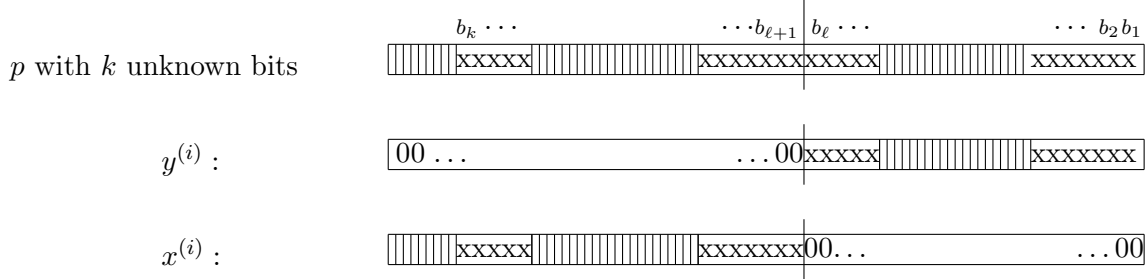 b_k ⋯ ⋯b_{ℓ+1} b_ℓ ⋯ ⋯ b_2 b_1
p with k unknown bits xxxxx xxxxxxxxxxxx xxxxxxx
y^{(i)} : 00 … … 00xxxxx xxxxxxx
x^{(i)} : xxxxx xxxxxxx00… …00